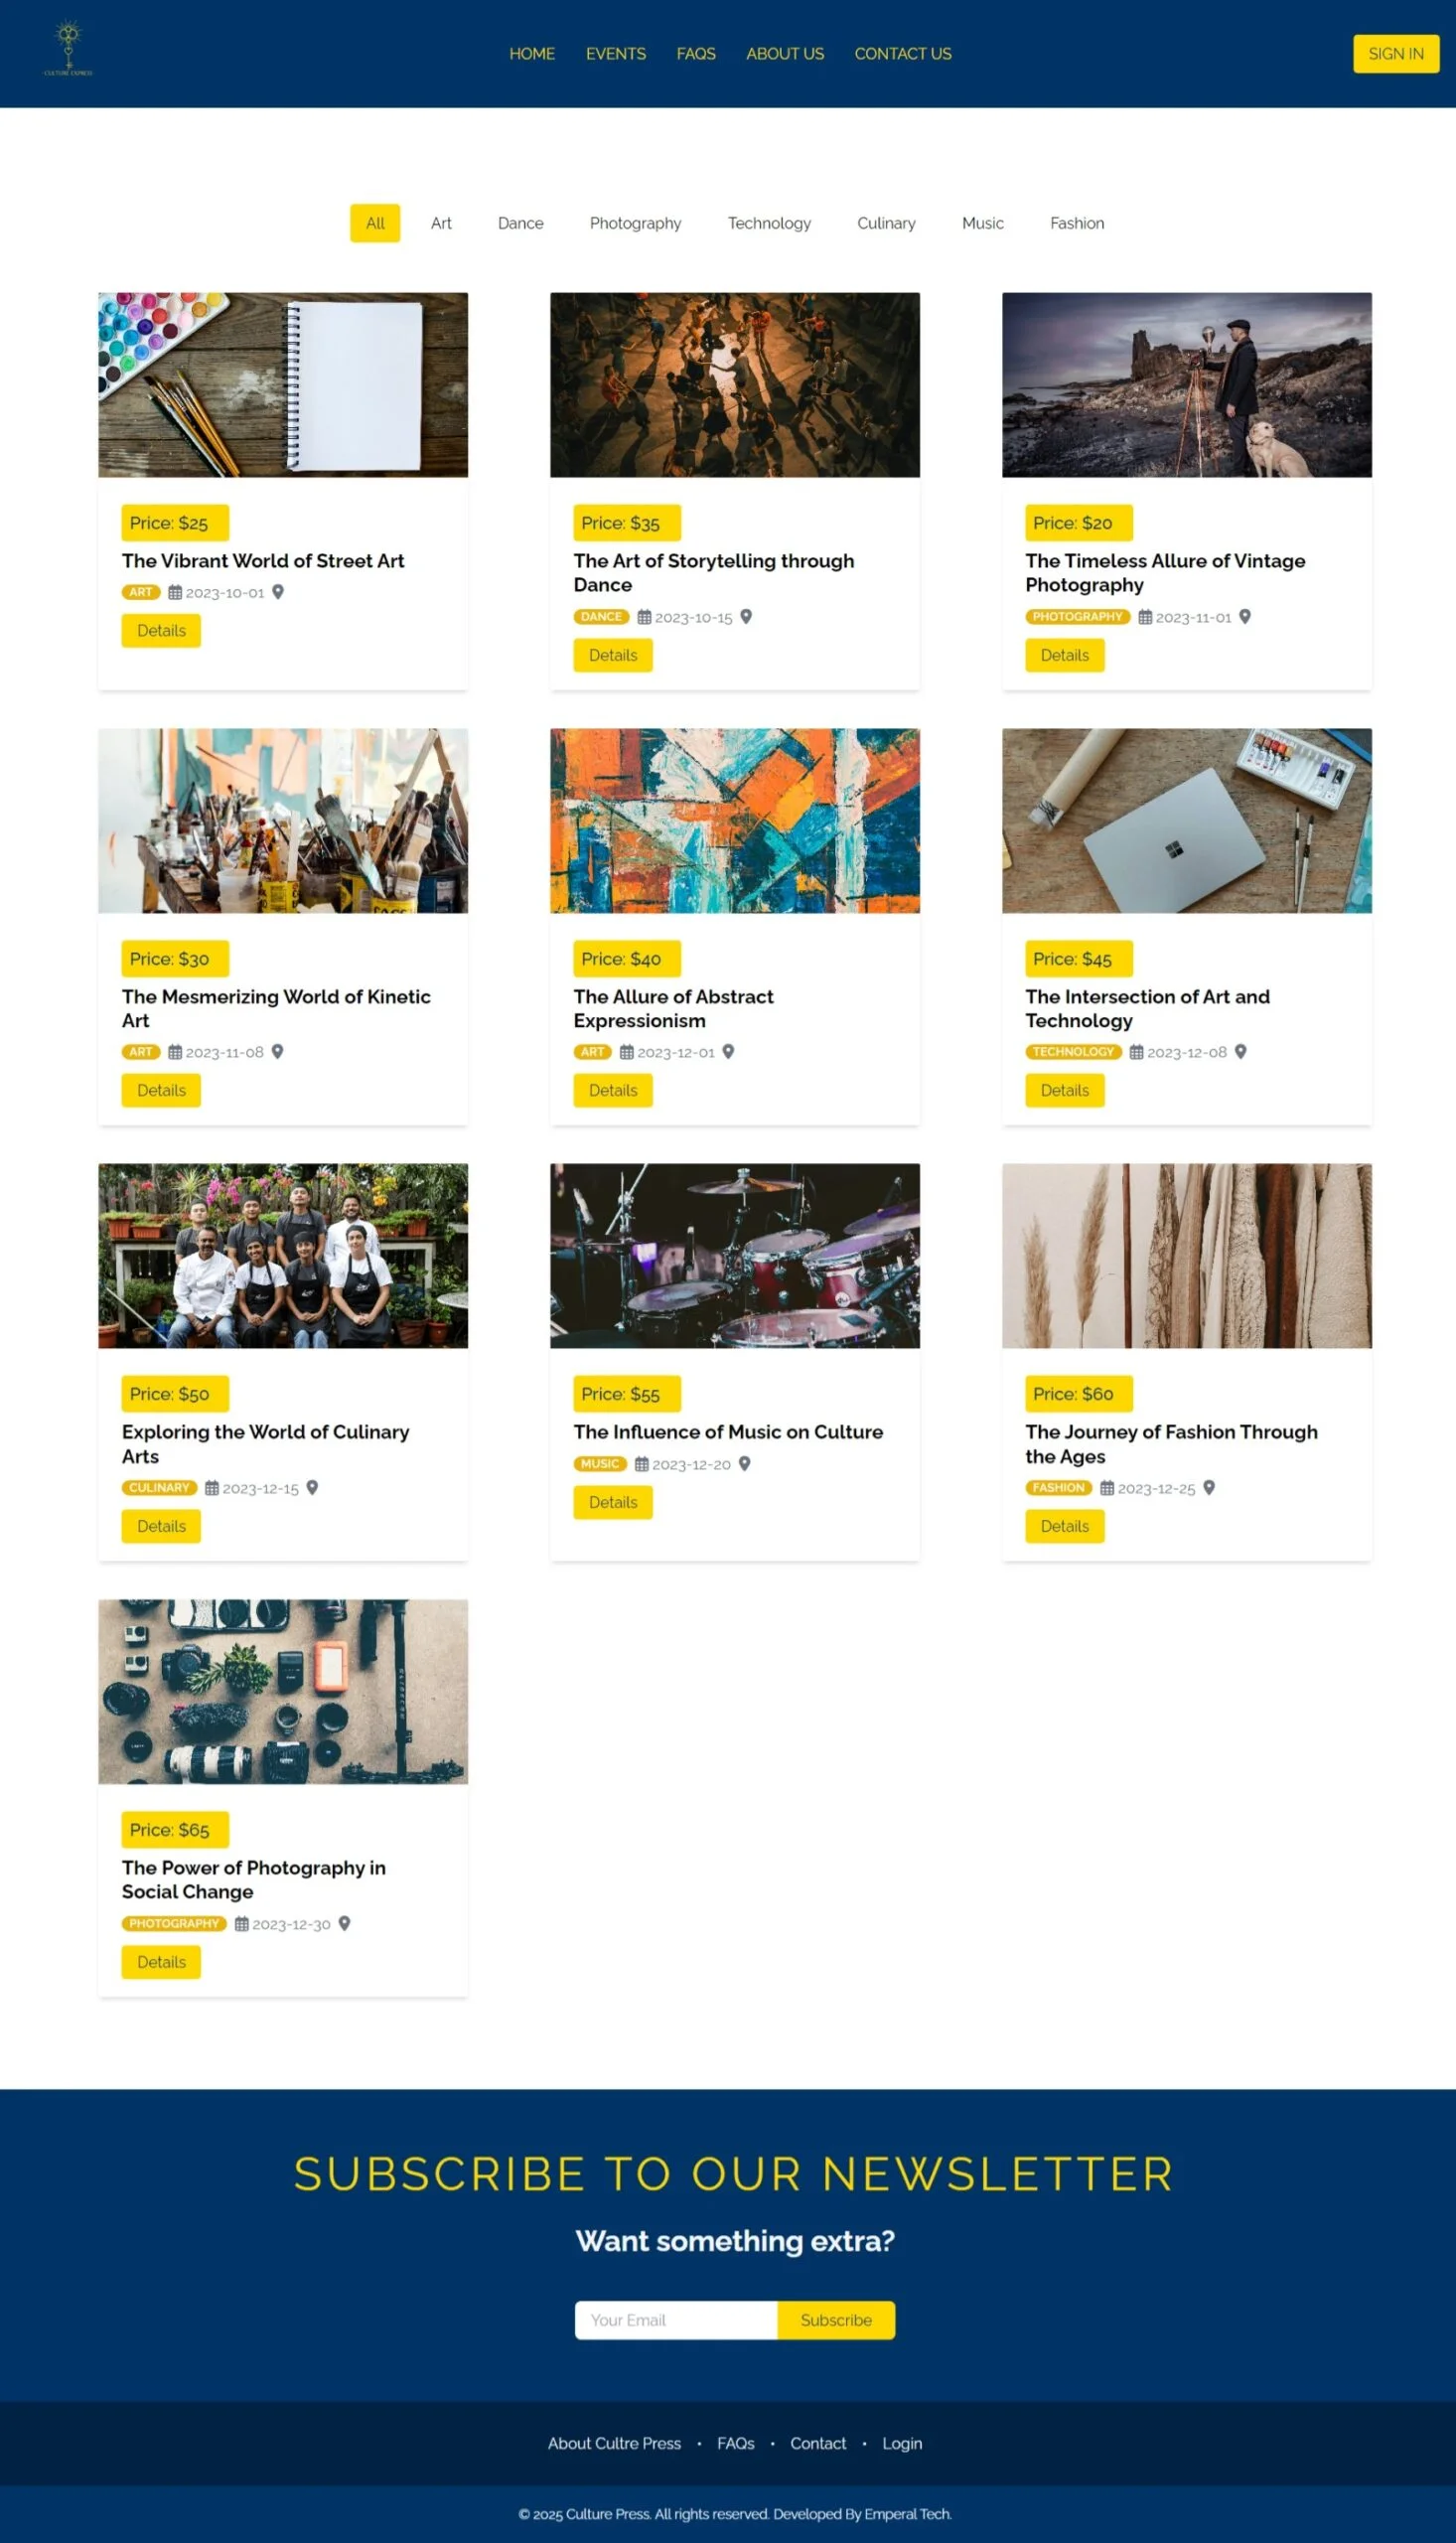 CULTURE EXPRESS
HOME EVENTS FAQS ABOUT US CONTACT US SIGN IN
All Art Dance Photography Technology Culinary Music Fashion
Price: $25
The Vibrant World of Street Art
ART 2023-10-01
Details
Price: $35
The Art of Storytelling through
Dance
DANCE 2023-10-15
Details
Price: $20
The Timeless Allure of Vintage
Photography
PHOTOGRAPHY 2023-11-01
Details
Price: $30
The Mesmerizing World of Kinetic
Art
ART 2023-11-08
Details
Price: $40
The Allure of Abstract
Expressionism
ART 2023-12-01
Details
Price: $45
The Intersection of Art and
Technology
TECHNOLOGY 2023-12-08
Details
Price: $50
Exploring the World of Culinary
Arts
CULINARY 2023-12-15
Details
Price: $55
The Influence of Music on Culture
MUSIC 2023-12-20
Details
Price: $60
The Journey of Fashion Through
the Ages
FASHION 2023-12-25
Details
Price: $65
The Power of Photography in
Social Change
PHOTOGRAPHY 2023-12-30
Details
SUBSCRIBE TO OUR NEWSLETTER
Want something extra?
Your Email Subscribe
About Cultre Press • FAQs • Contact • Login
© 2025 Culture Press. All rights reserved. Developed By Emperal Tech.